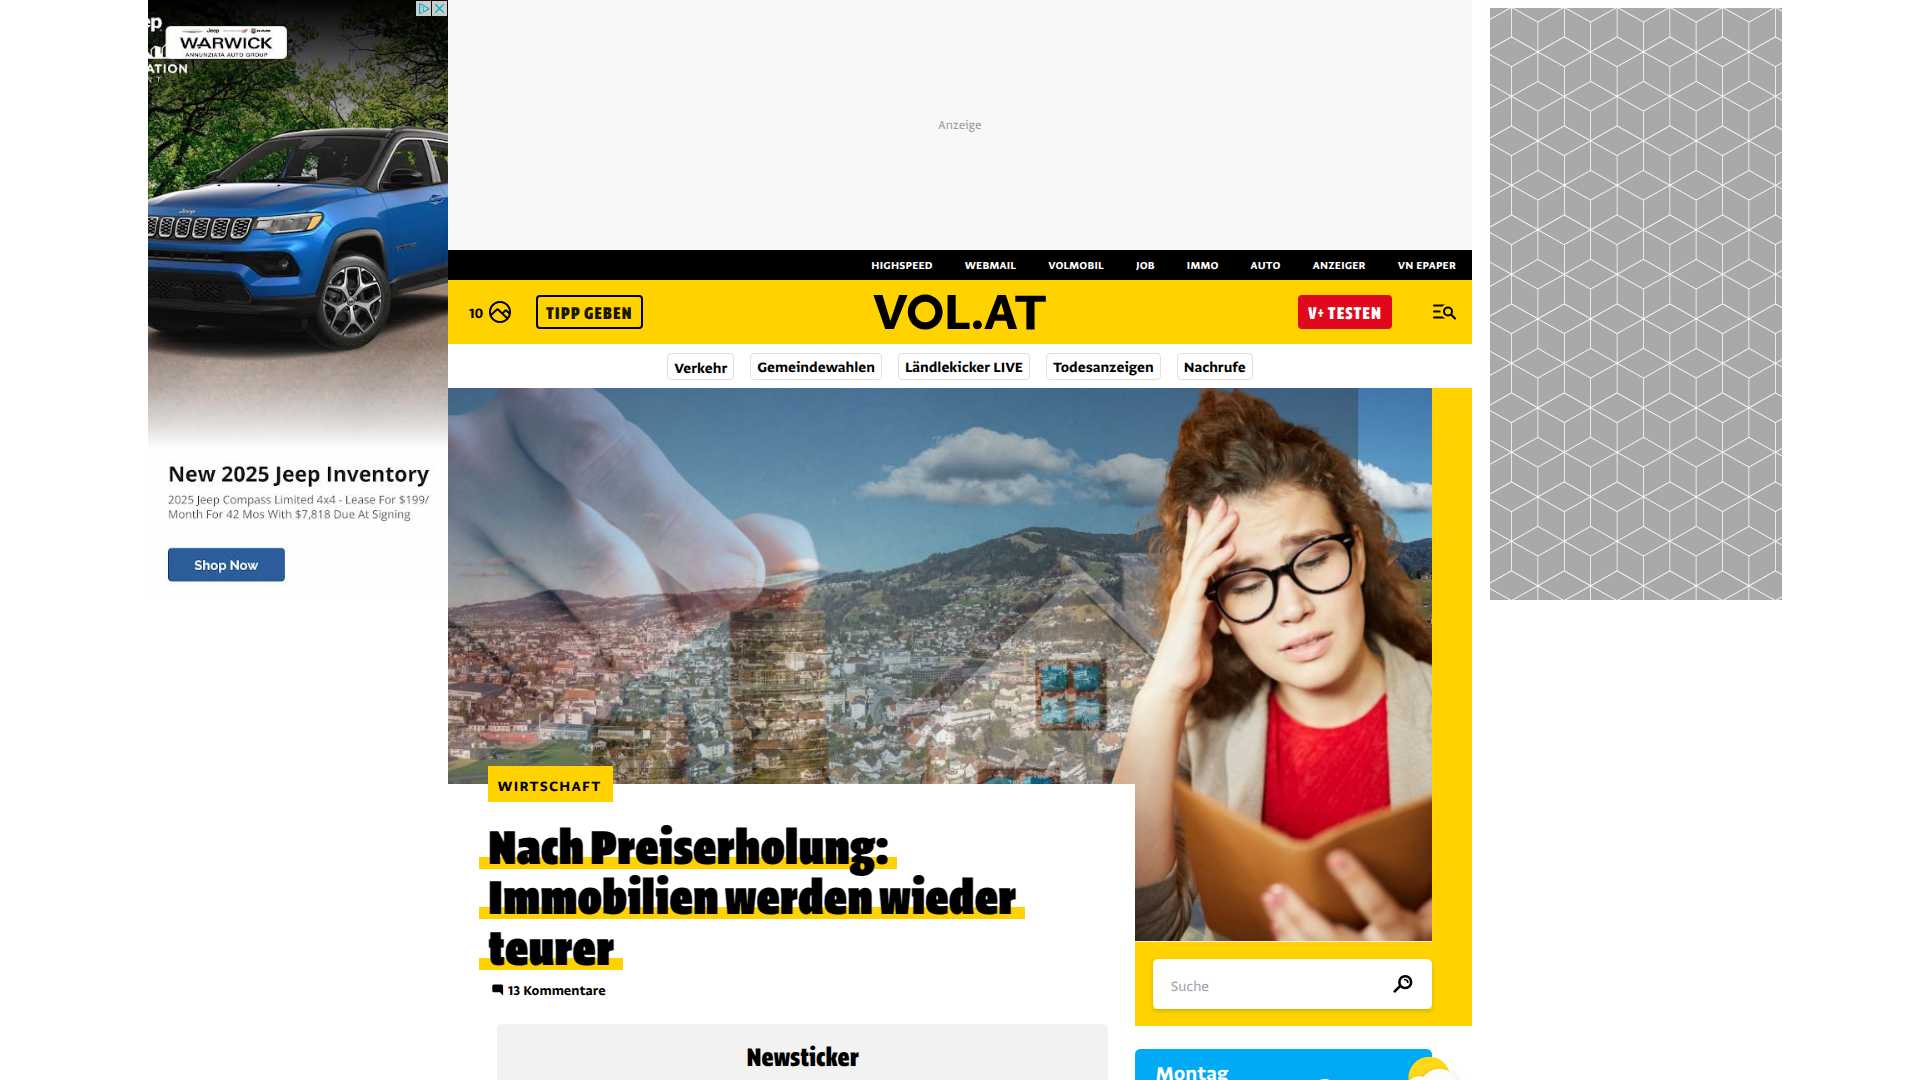 WARWICK
ANNUNZIATA AUTO GROUP
New 2025 Jeep Inventory
2025 Jeep Compass Limited 4x4 - Lease For $199/
Month For 42 Mos With $7,818 Due At Signing
Shop Now
Anzeige
HIGHSPEED WEBMAIL VOLMOBIL JOB IMMO AUTO ANZEIGER VN EPAPER
10 TIPP GEBEN VOL.AT V+ TESTEN
Verkehr Gemeindewahlen Ländlekicker LIVE Todesanzeigen Nachrufe
WIRTSCHAFT
Nach Preiserholung:
Immobilien werden wieder
teurer
13 Kommentare
Suche
Newsticker
Montag